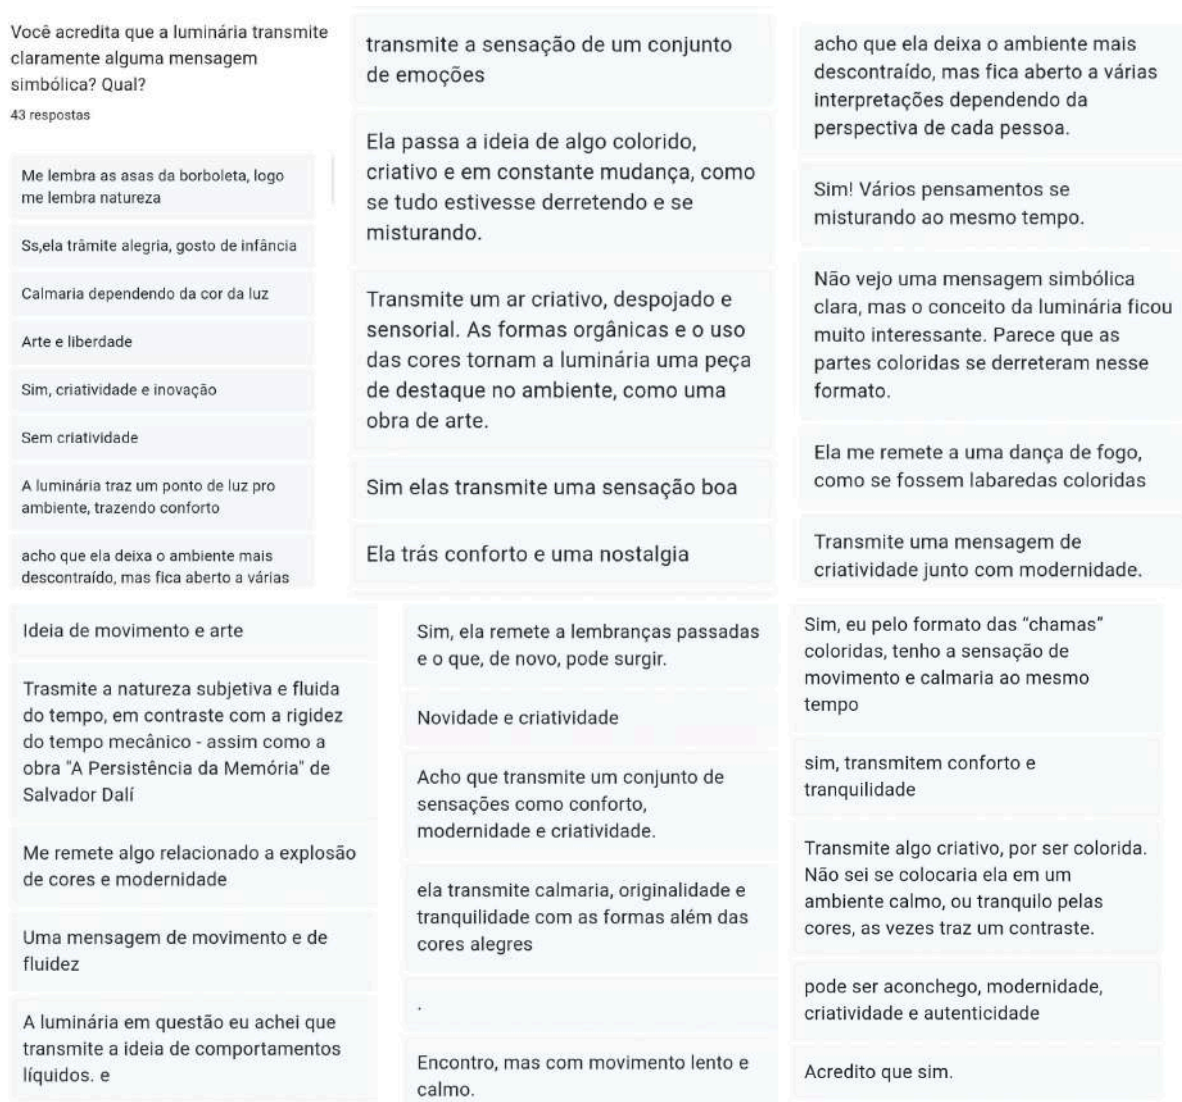 Você acredita que a luminária transmite
claramente alguma mensagem
simbólica? Qual?
43 respostas
Me lembra as asas da borboleta, logo
me lembra natureza
Ss,ela trâmite alegria, gosto de infância
Calmaria dependendo da cor da luz
Arte e liberdade
Sim, criatividade e inovação
Sem criatividade
A luminária traz um ponto de luz pro
ambiente, trazendo conforto
acho que ela deixa o ambiente mais
descontraído, mas fica aberto a várias
transmite a sensação de um conjunto
de emoções
Ela passa a ideia de algo colorido,
criativo e em constante mudança, como
se tudo estivesse derretendo e se
misturando.
Transmite um ar criativo, despojado e
sensorial. As formas orgânicas e o uso
das cores tornam a luminária uma peça
de destaque no ambiente, como uma
obra de arte.
Sim elas transmite uma sensação boa
Ela trás conforto e uma nostalgia
acho que ela deixa o ambiente mais
descontraído, mas fica aberto a várias
interpretações dependendo da
perspectiva de cada pessoa.
Sim! Vários pensamentos se
misturando ao mesmo tempo.
Não vejo uma mensagem simbólica
clara, mas o conceito da luminária ficou
muito interessante. Parece que as
partes coloridas se derreteram nesse
formato.
Ela me remete a uma dança de fogo,
como se fossem labaredas coloridas
Transmite uma mensagem de
criatividade junto com modernidade.
Ideia de movimento e arte
Trasmite a natureza subjetiva e fluida
do tempo, em contraste com a rigidez
do tempo mecânico - assim como a
obra "A Persistência da Memória" de
Salvador Dalí
Me remete algo relacionado a explosão
de cores e modernidade
Uma mensagem de movimento e de
fluidez
A luminária em questão eu achei que
transmite a ideia de comportamentos
líquidos. e
Sim, ela remete a lembranças passadas
e o que, de novo, pode surgir.
Novidade e criatividade
Acho que transmite um conjunto de
sensações como conforto,
modernidade e criatividade.
ela transmite calmaria, originalidade e
tranquilidade com as formas além das
cores alegres
.
Encontro, mas com movimento lento e
calmo.
Sim, eu pelo formato das “chamas”
coloridas, tenho a sensação de
movimento e calmaria ao mesmo
tempo
sim, transmitem conforto e
tranquilidade
Transmite algo criativo, por ser colorida.
Não sei se colocaria ela em um
ambiente calmo, ou tranquilo pelas
cores, as vezes traz um contraste.
pode ser aconchego, modernidade,
criatividade e autenticidade
Acredito que sim.